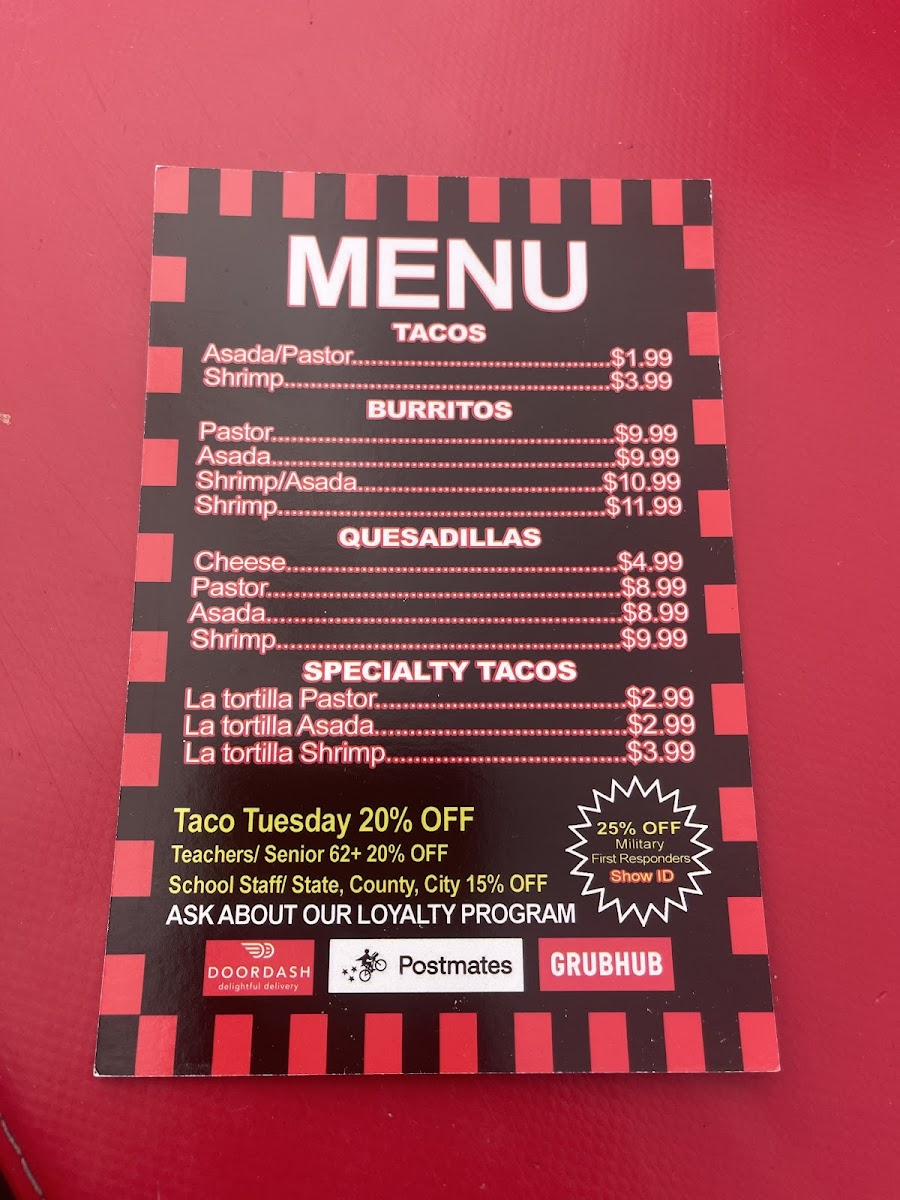 MENU
TACOS
Asada/Pastor.......................................$1.99
Shrimp..................................................$3.99
BURRITOS
Pastor....................................................$9.99
Asada....................................................$9.99
Shrimp/Asada.....................................$10.99
Shrimp.................................................$11.99
QUESADILLAS
Cheese.................................................$4.99
Pastor....................................................$8.99
Asada....................................................$8.99
Shrimp...................................................$9.99
SPECIALTY TACOS
La tortilla Pastor....................................$2.99
La tortilla Asada....................................$2.99
La tortilla Shrimp..................................$3.99
Taco Tuesday 20% OFF
Teachers/ Senior 62+ 20% OFF
School Staff/ State, County, City 15% OFF
ASK ABOUT OUR LOYALTY PROGRAM
25% OFF
Military
First Responders
Show ID
DOORDASH
delightful delivery
Postmates
GRUBHUB